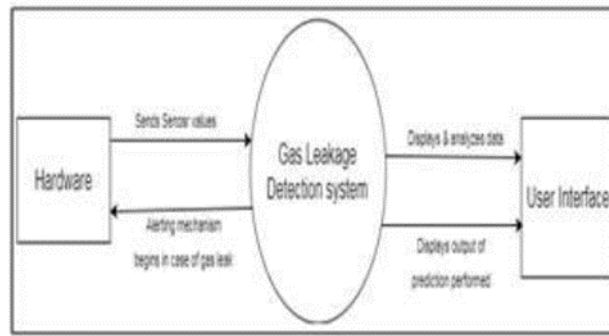 Hardware
Sends Sensor values
Alerting mechanism
begins in case of gas leak
Gas Leakage
Detection system
Displays & analyzes data
Displays output of
prediction performed
User Interface